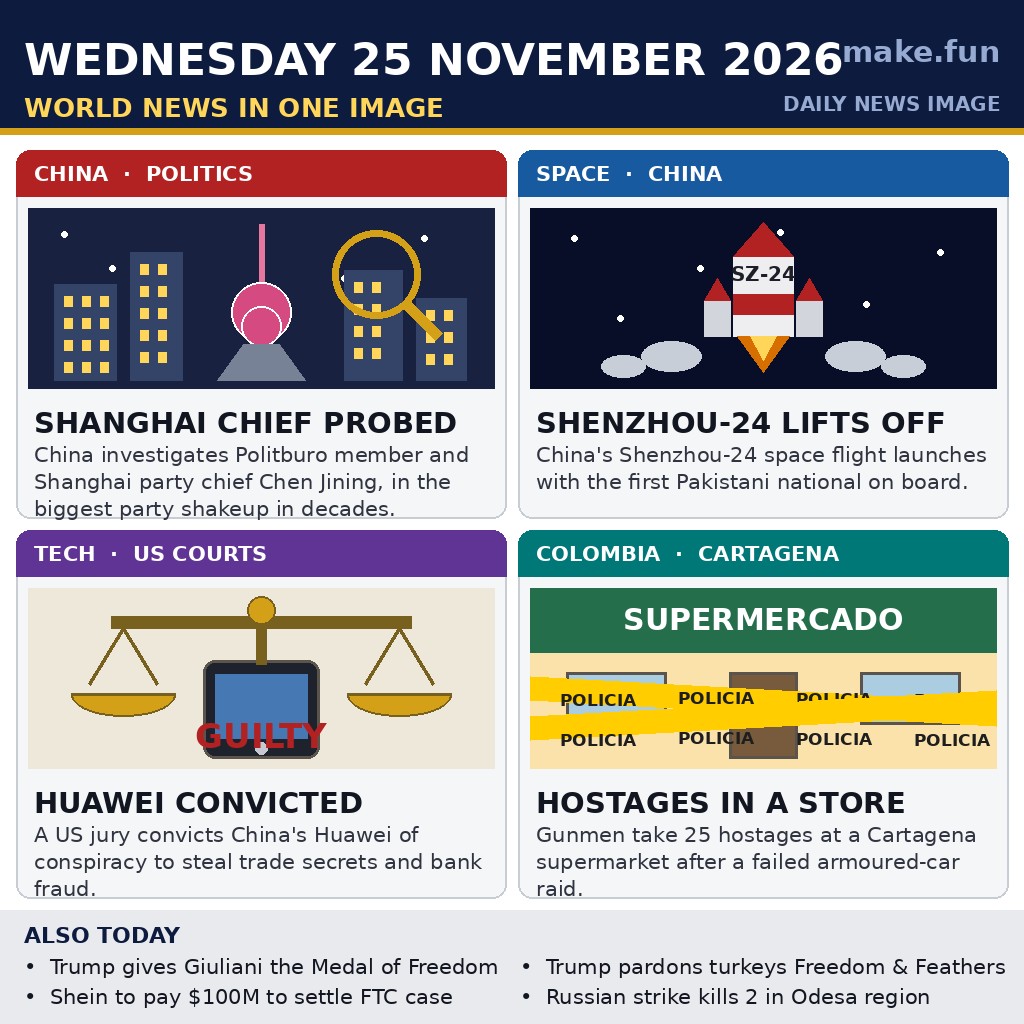 WEDNESDAY 25 NOVEMBER 2026
make.fun
WORLD NEWS IN ONE IMAGE
DAILY NEWS IMAGE
CHINA · POLITICS
SHANGHAI CHIEF PROBED
China investigates Politburo member and
Shanghai party chief Chen Jining, in the
biggest party shakeup in decades.
SPACE · CHINA
SZ-24
SHENZHOU-24 LIFTS OFF
China's Shenzhou-24 space flight launches
with the first Pakistani national on board.
TECH · US COURTS
GUILTY
HUAWEI CONVICTED
A US jury convicts China's Huawei of
conspiracy to steal trade secrets and bank
fraud.
COLOMBIA · CARTAGENA
SUPERMERCADO
POLICIA POLICIA POLICIA
POLICIA POLICIA POLICIA POLICIA
HOSTAGES IN A STORE
Gunmen take 25 hostages at a Cartagena
supermarket after a failed armoured-car
raid.
ALSO TODAY
• Trump gives Giuliani the Medal of Freedom
• Trump pardons turkeys Freedom & Feathers
• Shein to pay $100M to settle FTC case
• Russian strike kills 2 in Odesa region